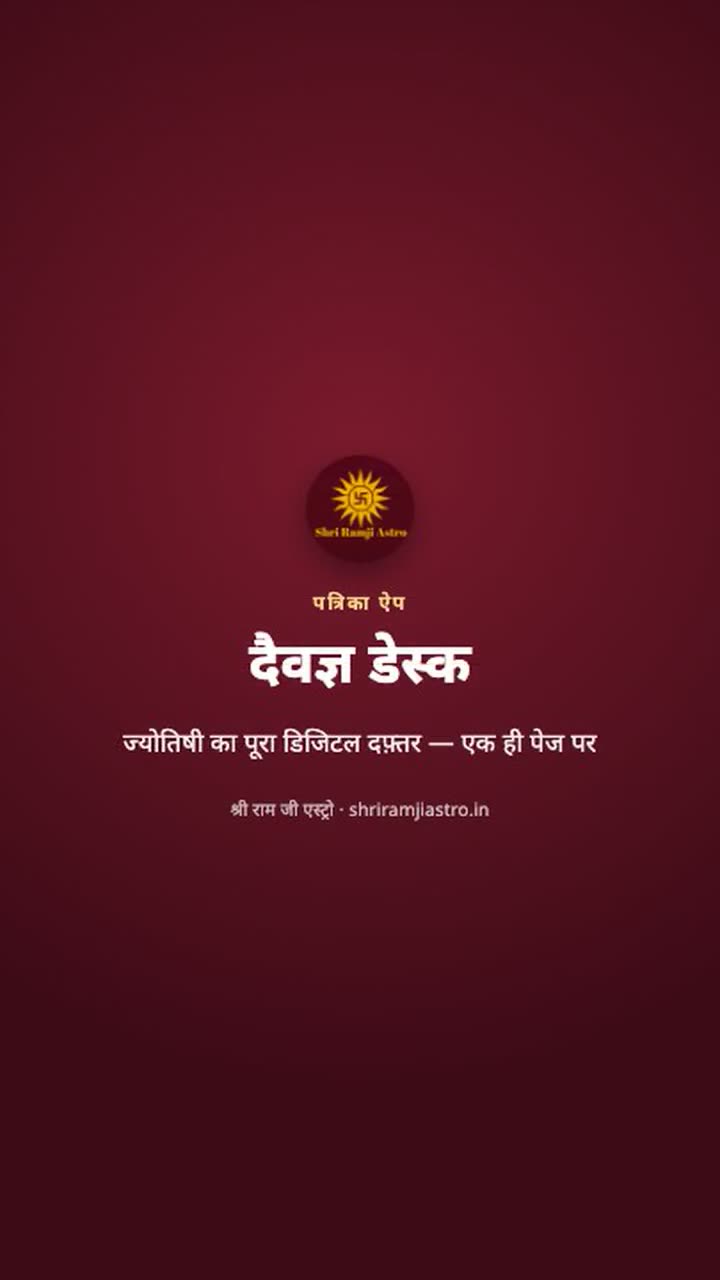 Shri Ramji Astro
पत्रिका ऐप
दैवज्ञ डेस्क
ज्योतिषी का पूरा डिजिटल दफ़्तर — एक ही पेज पर
श्री राम जी एस्ट्रो · shriramjiastro.in